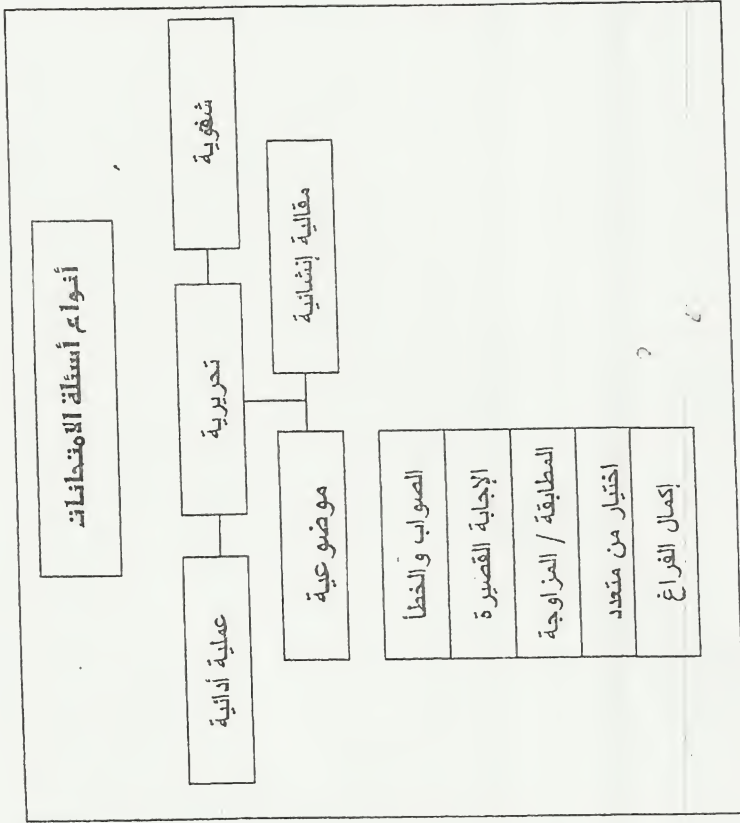 أنواع أسئلة الامتحانات
شفوية
تحريرية
عملية أدائية
مقالية إنشائية
موضوعية
الصواب والخطأ
الإجابة القصيرة
المطابقة / المزاوجة
اختيار من متعدد
إكمال الفراغ